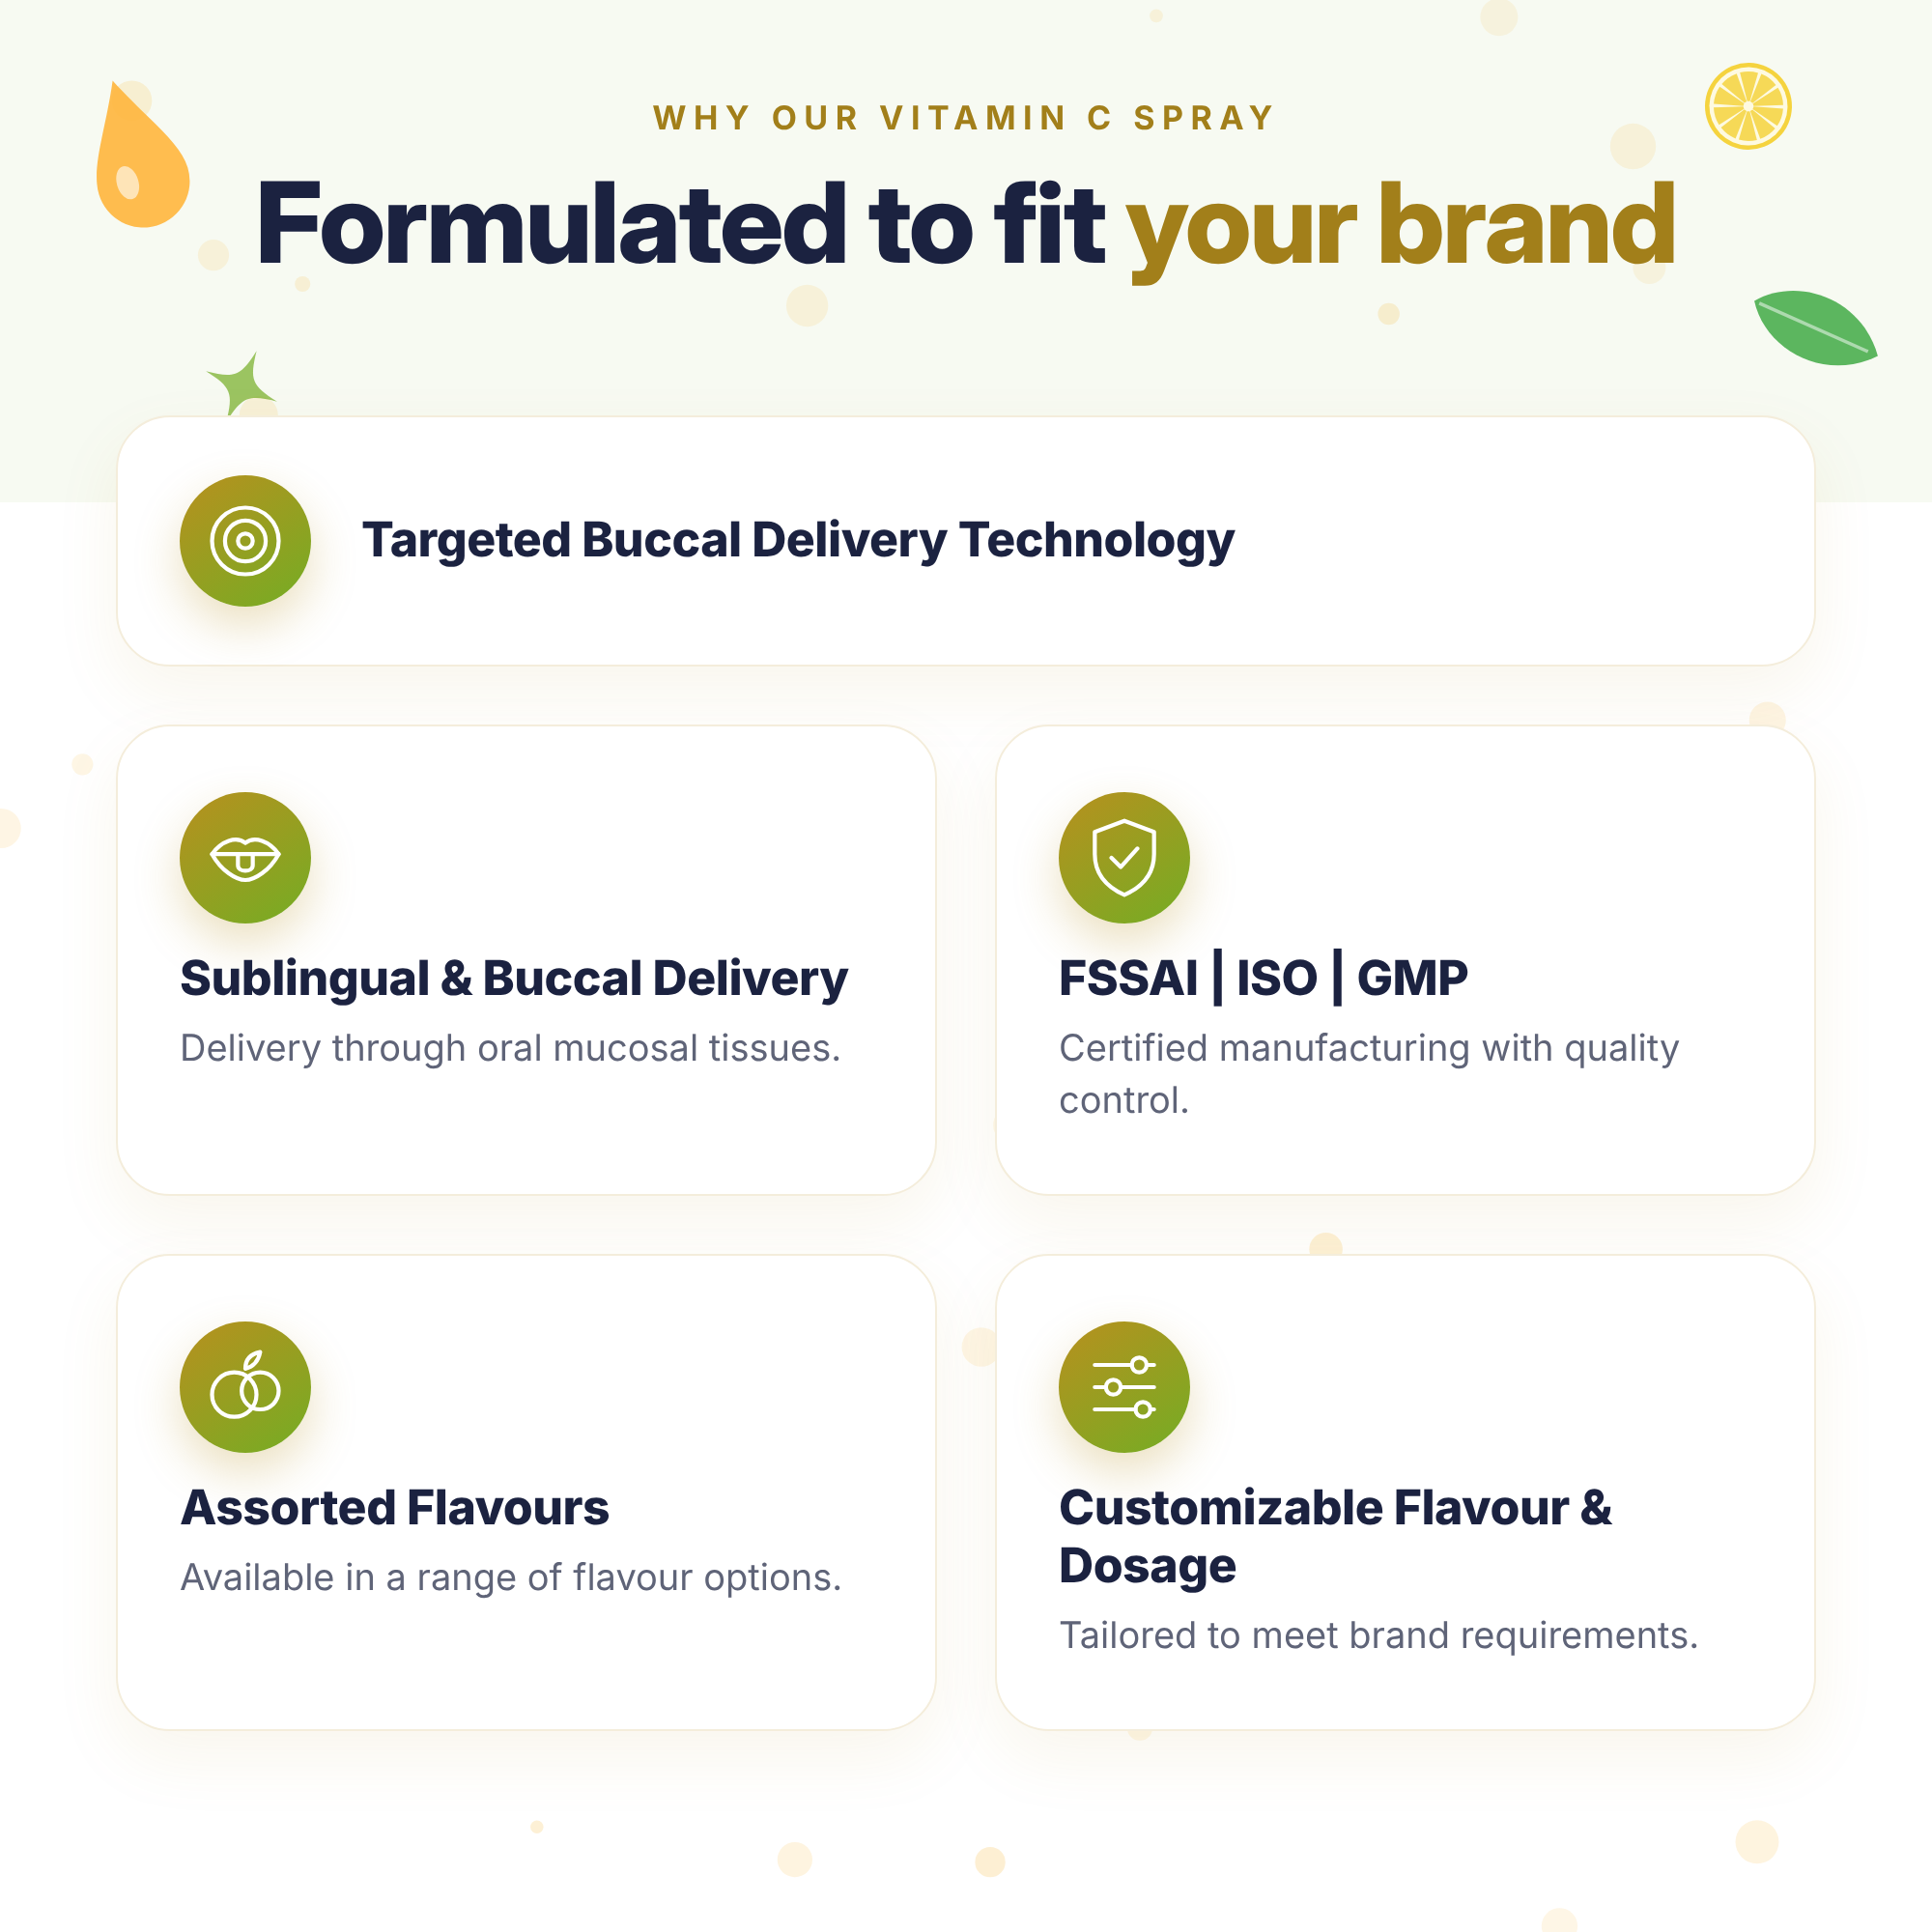 WHY OUR VITAMIN C SPRAY
Formulated to fit your brand
Targeted Buccal Delivery Technology
Sublingual & Buccal Delivery
Delivery through oral mucosal tissues.
FSSAI | ISO | GMP
Certified manufacturing with quality
control.
Assorted Flavours
Available in a range of flavour options.
Customizable Flavour &
Dosage
Tailored to meet brand requirements.